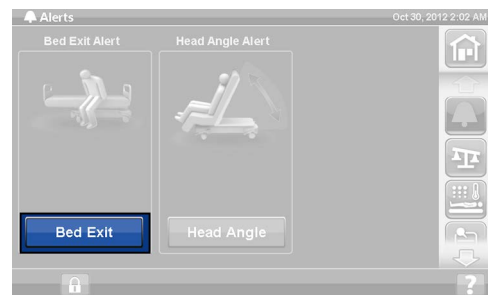 Alerts
Oct 30, 2012 2:02 AM
Bed Exit Alert
Head Angle Alert
Bed Exit
Head Angle
?